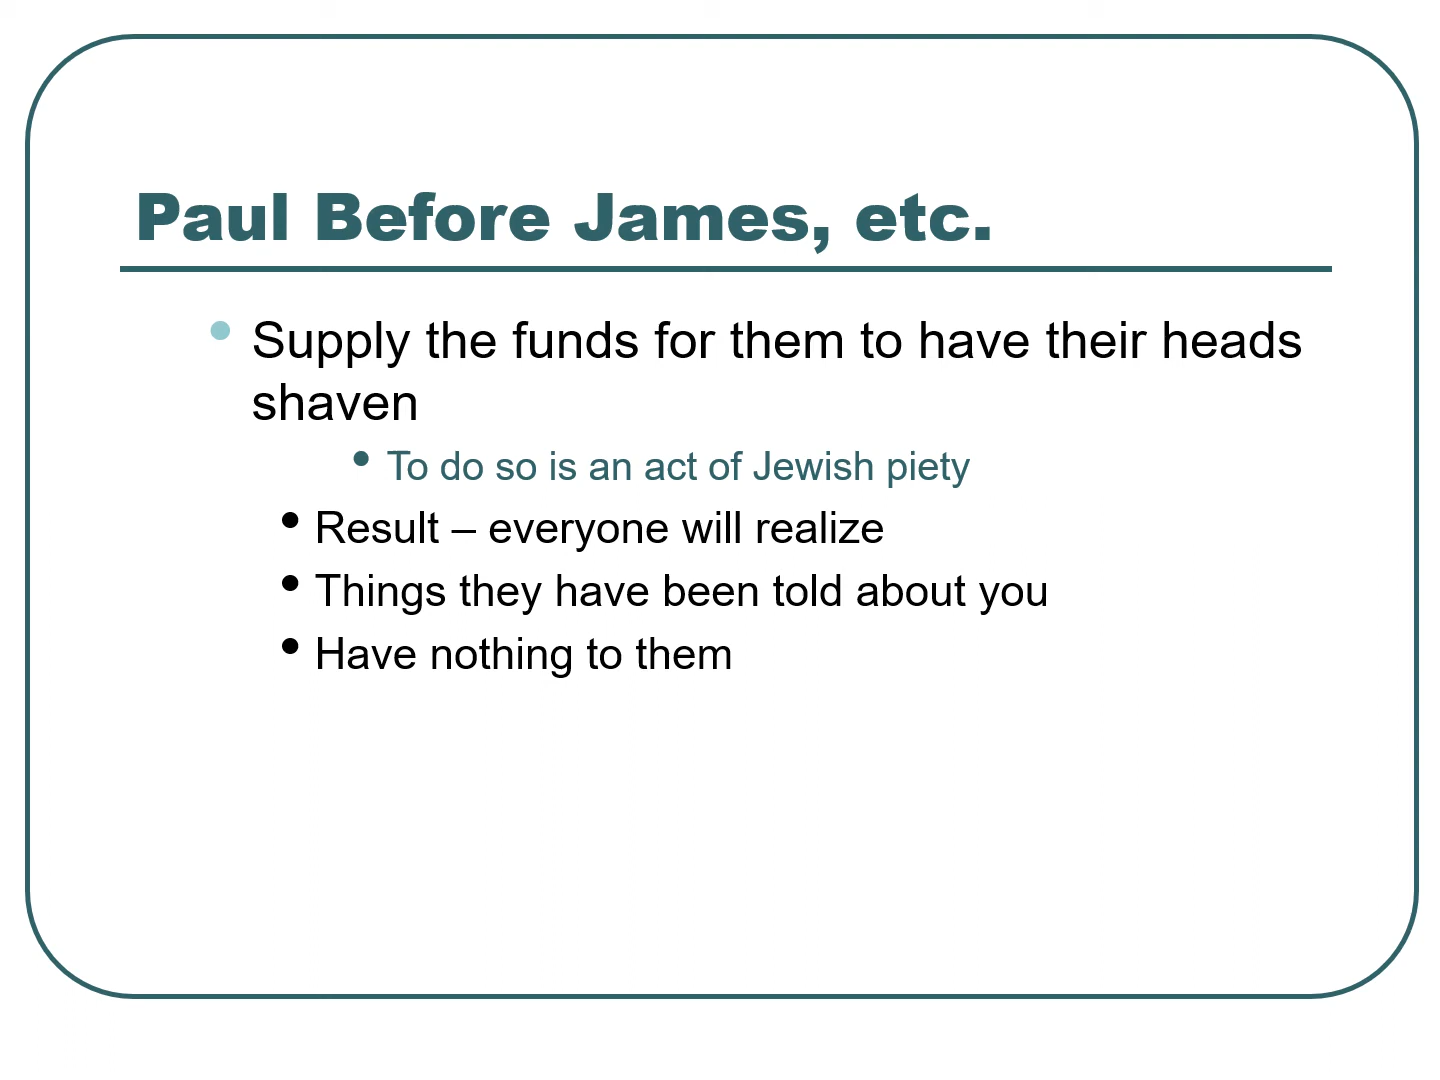 Paul Before James, etc.
• Supply the funds for them to have their heads
shaven
• To do so is an act of Jewish piety
• Result – everyone will realize
• Things they have been told about you
• Have nothing to them